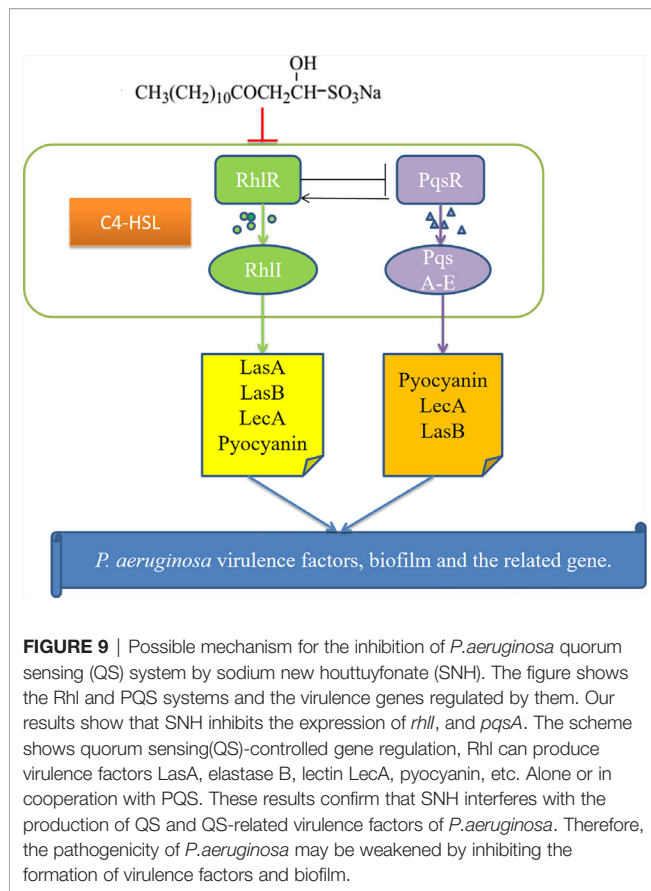 OH
CH₃(CH₂)₁₀COCH₂CH–SO₃Na
RhlR
PqsR
C4-HSL
RhlI
Pqs
A-E
LasA
LasB
LecA
Pyocyanin
Pyocyanin
LecA
LasB
P. aeruginosa virulence factors, biofilm and the related gene.
FIGURE 9 | Possible mechanism for the inhibition of P.aeruginosa quorum
sensing (QS) system by sodium new houttuyfonate (SNH). The figure shows
the Rhl and PQS systems and the virulence genes regulated by them. Our
results show that SNH inhibits the expression of rhlI, and pqsA. The scheme
shows quorum sensing(QS)-controlled gene regulation, Rhl can produce
virulence factors LasA, elastase B, lectin LecA, pyocyanin, etc. Alone or in
cooperation with PQS. These results confirm that SNH interferes with the
production of QS and QS-related virulence factors of P.aeruginosa. Therefore,
the pathogenicity of P.aeruginosa may be weakened by inhibiting the
formation of virulence factors and biofilm.